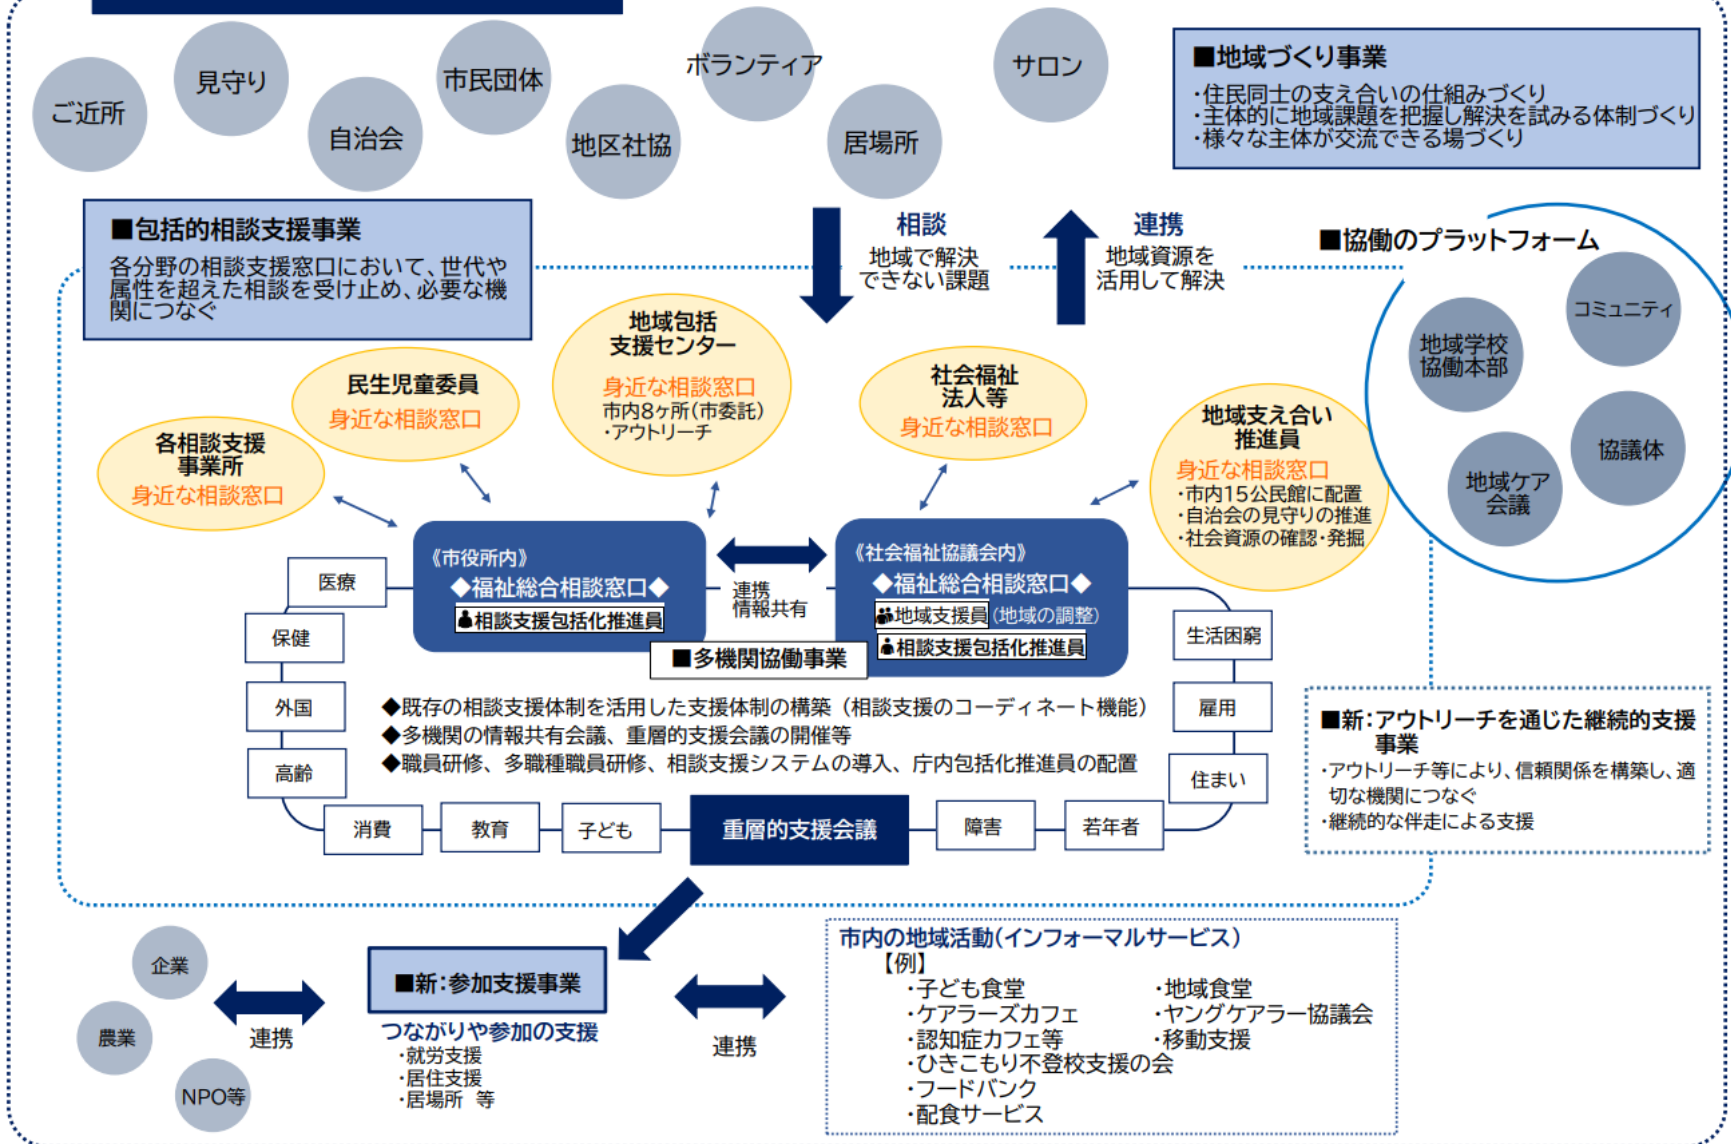 ご近所
見守り
自治会
市民団体
地区社協
ボランティア
居場所
サロン
■地域づくり事業
・住民同士の支え合いの仕組みづくり
・主体的に地域課題を把握し解決を試みる体制づくり
・様々な主体が交流できる場づくり
■包括的相談支援事業
各分野の相談支援窓口において、世代や
属性を超えた相談を受け止め、必要な機
関につなぐ
相談
地域で解決
できない課題
連携
地域資源を
活用して解決
■協働のプラットフォーム
コミュニティ
地域学校
協働本部
協議体
地域ケア
会議
各相談支援
事業所
身近な相談窓口
民生児童委員
身近な相談窓口
地域包括
支援センター
身近な相談窓口
市内8ヶ所(市委託)
・アウトリーチ
社会福祉
法人等
身近な相談窓口
地域支え合い
推進員
身近な相談窓口
・市内15公民館に配置
・自治会の見守りの推進
・社会資源の確認・発掘
《市役所内》
◆福祉総合相談窓口◆
相談支援包括化推進員
連携
情報共有
《社会福祉協議会内》
◆福祉総合相談窓口◆
地域支援員(地域の調整)
相談支援包括化推進員
■多機関協働事業
◆既存の相談支援体制を活用した支援体制の構築（相談支援のコーディネート機能）
◆多機関の情報共有会議、重層的支援会議の開催等
◆職員研修、多職種職員研修、相談支援システムの導入、庁内包括化推進員の配置
医療
保健
外国
高齢
消費
教育
子ども
重層的支援会議
障害
若年者
住まい
雇用
生活困窮
■新：アウトリーチを通じた継続的支援
事業
・アウトリーチ等により、信頼関係を構築し、適
切な機関につなぐ
・継続的な伴走による支援
企業
農業
NPO等
連携
■新：参加支援事業
つながりや参加の支援
・就労支援
・居住支援
・居場所 等
連携
市内の地域活動(インフォーマルサービス)
【例】
・子ども食堂
・ケアラーズカフェ
・認知症カフェ等
・ひきこもり不登校支援の会
・フードバンク
・配食サービス
・地域食堂
・ヤングケアラー協議会
・移動支援